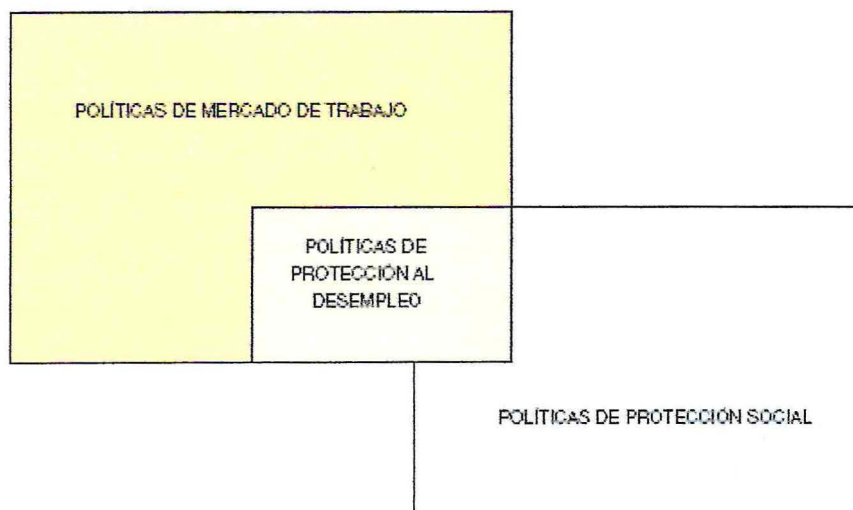 POLÍTICAS DE MERCADO DE TRABAJO
POLÍTICAS DE
PROTECCIÓN AL
DESEMPLEO
POLÍTICAS DE PROTECCIÓN SOCIAL